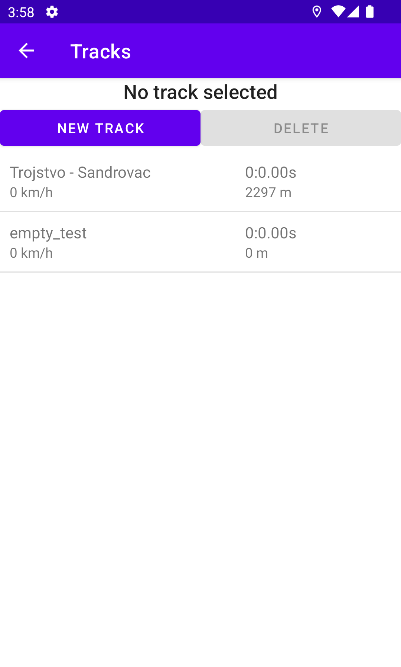 3:58
Tracks
No track selected
NEW TRACK DELETE
Trojstvo - Sandrovac 0:0.00s
0 km/h 2297 m
empty_test 0:0.00s
0 km/h 0 m